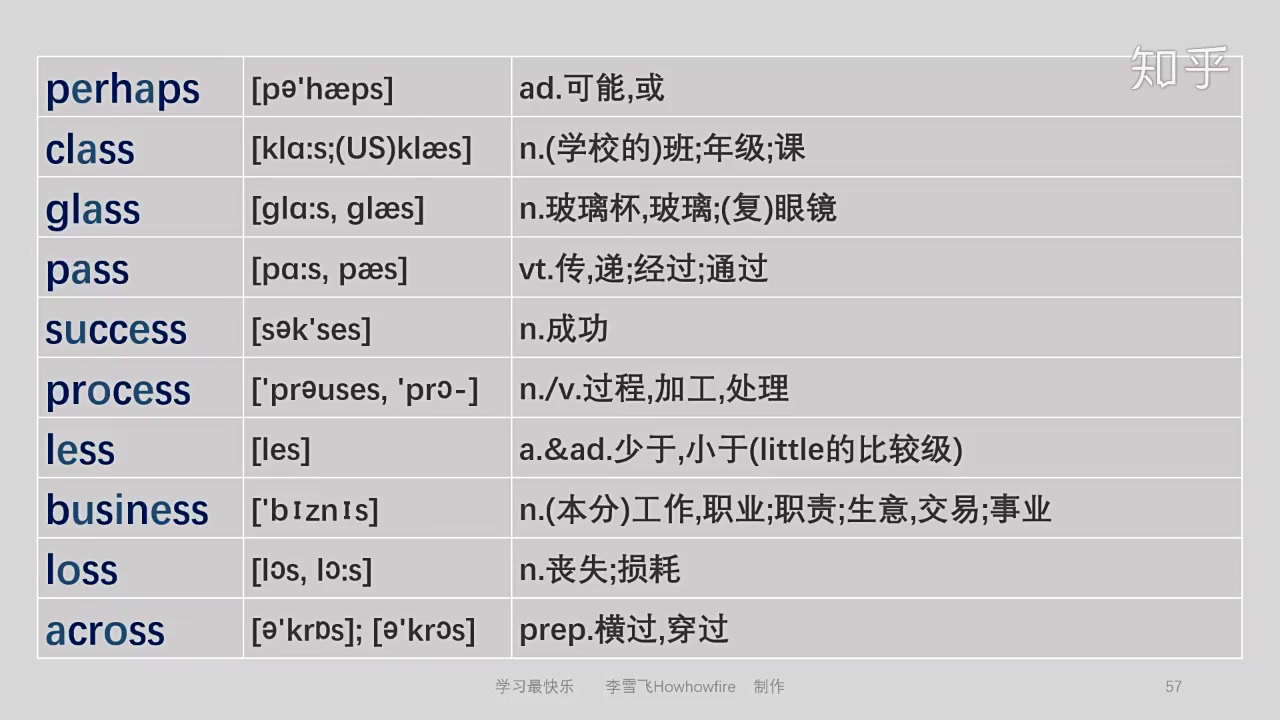 知乎
perhaps [pə'hæps] ad.可能,或
class [klɑ:s;(US)klæs] n.(学校的)班;年级;课
glass [glɑ:s, glæs] n.玻璃杯,玻璃;(复)眼镜
pass [pɑ:s, pæs] vt.传,递;经过;通过
success [sək'ses] n.成功
process ['prəuses, 'prɔ-] n./v.过程,加工,处理
less [les] a.&ad.少于,小于(little的比较级)
business ['bɪznɪs] n.(本分)工作,职业;职责;生意,交易;事业
loss [lɔs, lɔ:s] n.丧失;损耗
across [ə'krɒs]; [ə'krɔs] prep.横过,穿过
学习最快乐 李雪飞Howhowfire 制作 57